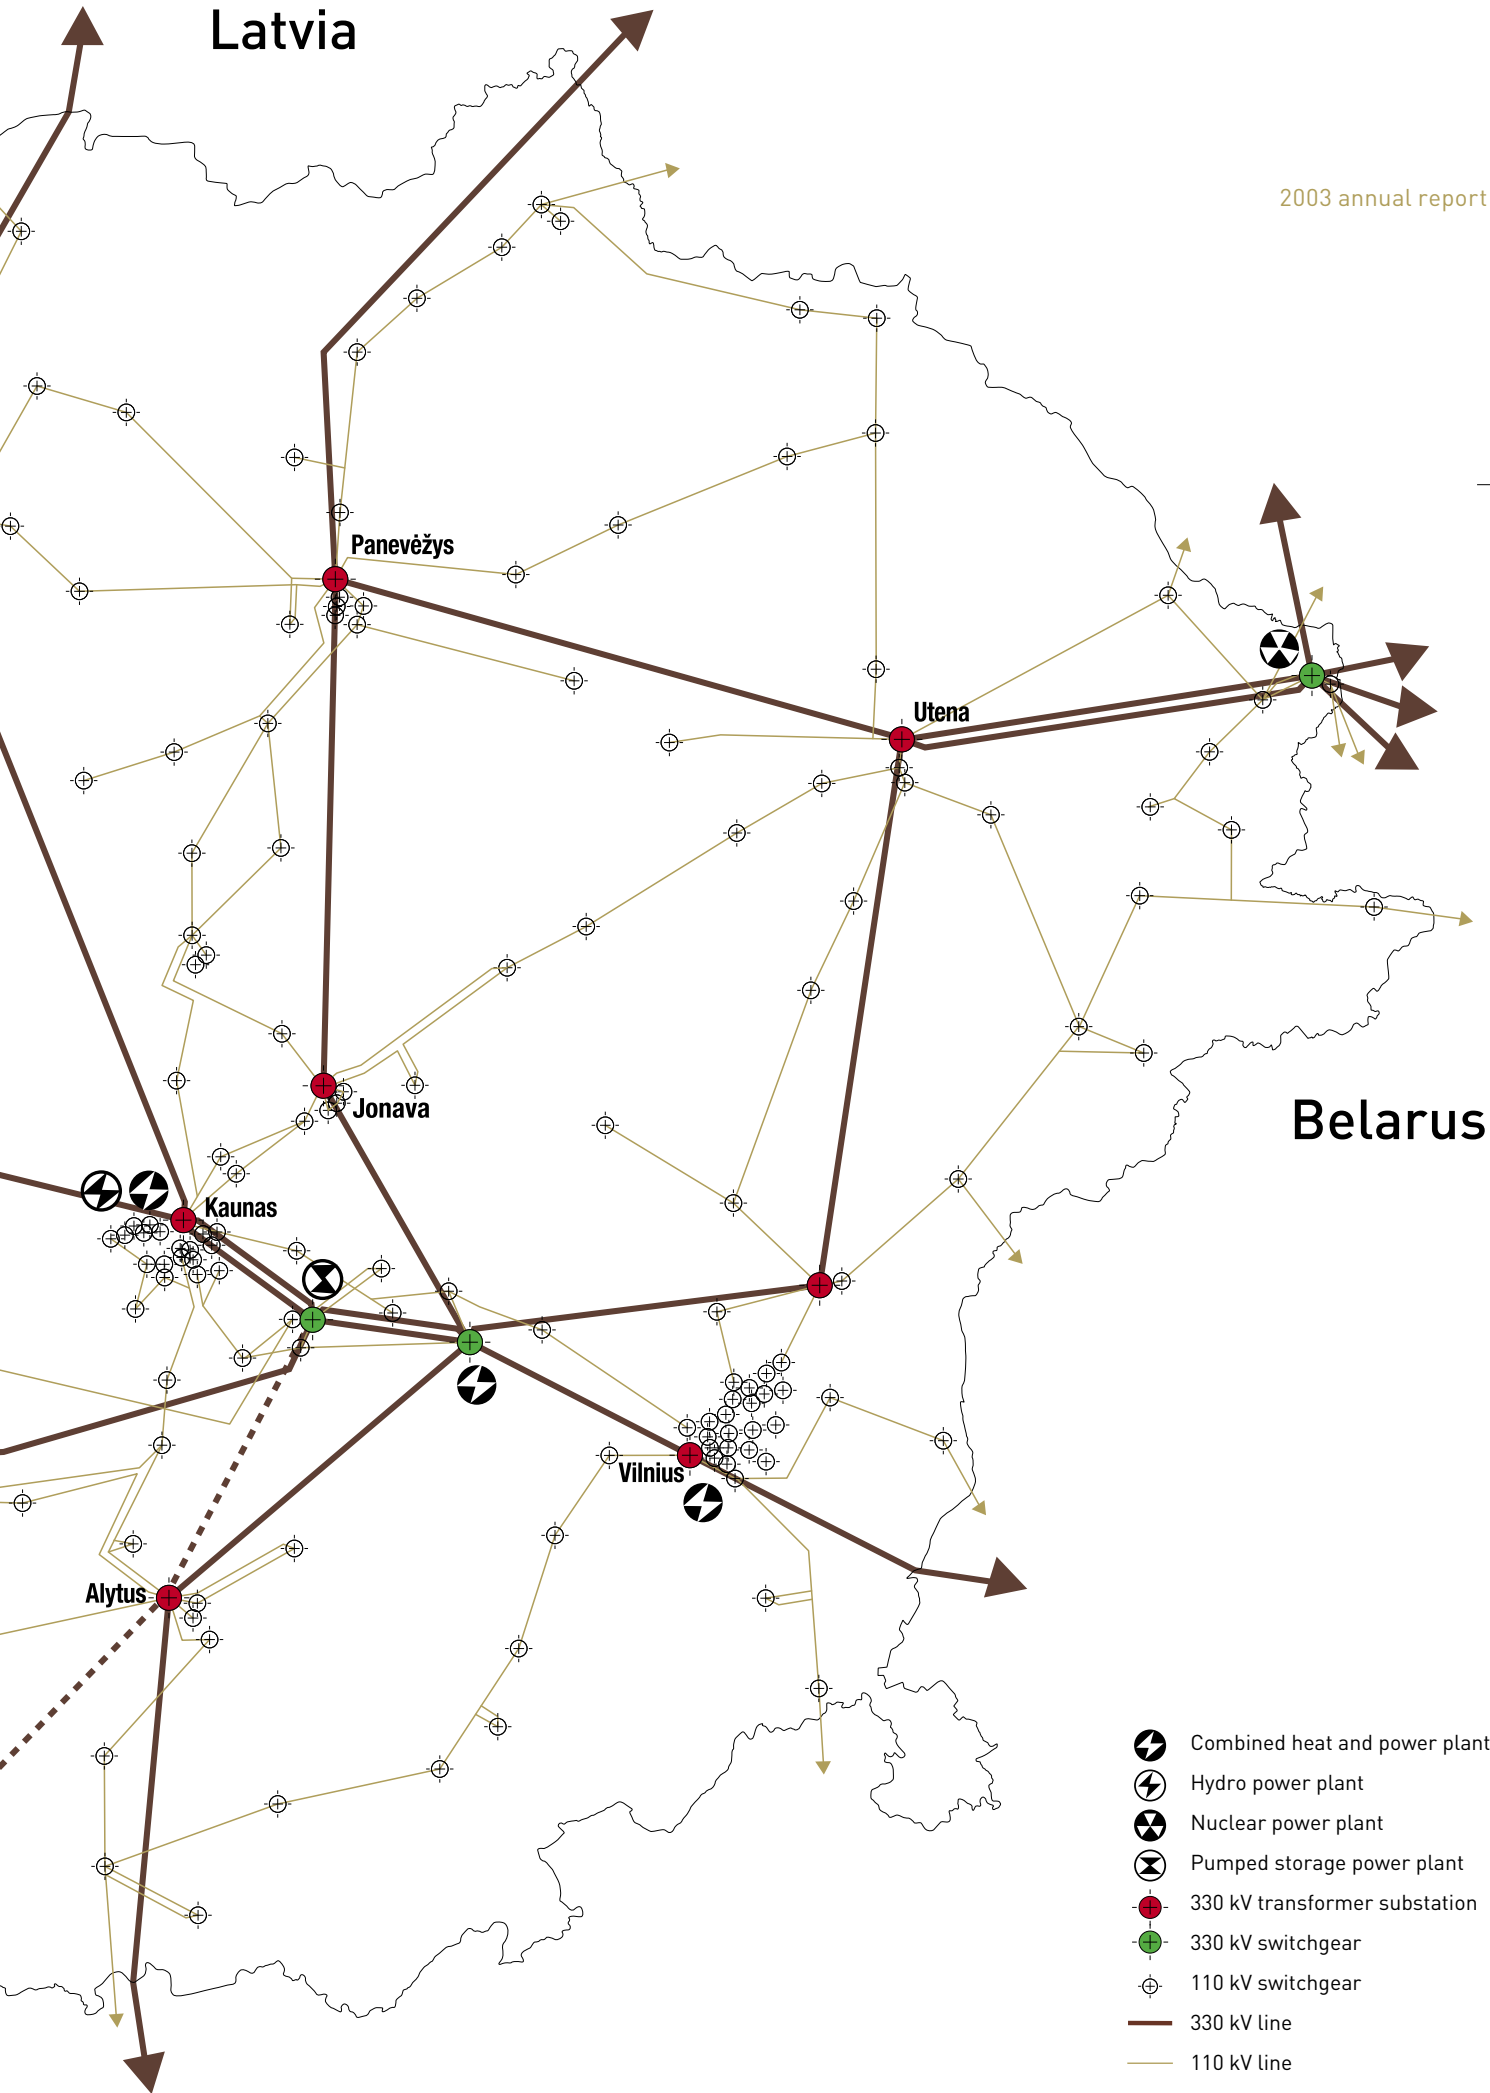 Latvia
2003 annual report
Panevėžys
Utena
Jonava
Belarus
Kaunas
Vilnius
Alytus
Combined heat and power plant
Hydro power plant
Nuclear power plant
Pumped storage power plant
330 kV transformer substation
330 kV switchgear
110 kV switchgear
330 kV line
110 kV line